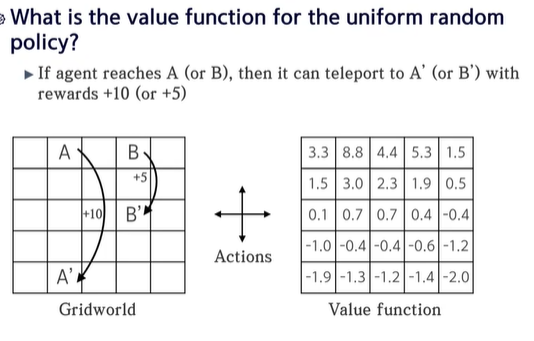 What is the value function for the uniform random
policy?
▶ If agent reaches A (or B), then it can teleport to A’ (or B’) with
rewards +10 (or +5)
A B
+5
+10 B'
A'
Actions
Gridworld
3.3 8.8 4.4 5.3 1.5
1.5 3.0 2.3 1.9 0.5
0.1 0.7 0.7 0.4 -0.4
-1.0 -0.4 -0.4 -0.6 -1.2
-1.9 -1.3 -1.2 -1.4 -2.0
Value function